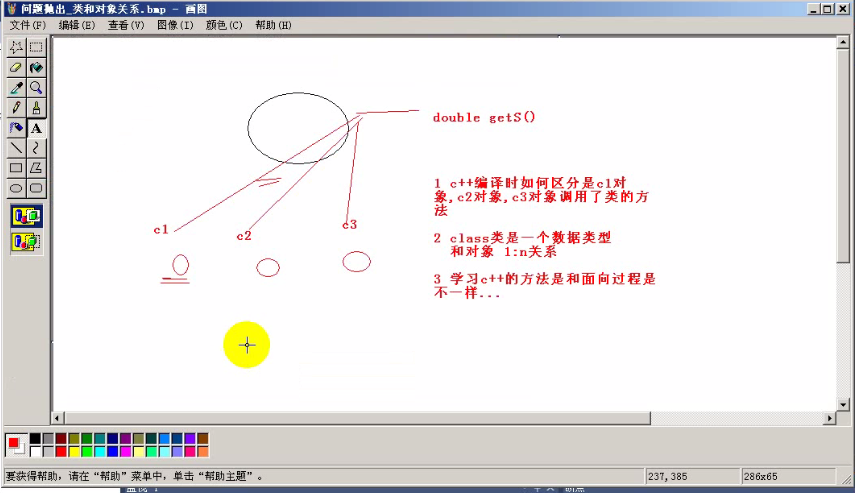 问题抛出_类和对象关系.bmp - 画图
文件(F) 编辑(E) 查看(V) 图像(I) 颜色(C) 帮助(H)
double getS()
1 c++编译时如何区分是c1对
象,c2对象,c3对象调用了类的方
法
c1
c2
c3
2 class类是一个数据类型
和对象 1:n关系
3 学习c++的方法是和面向过程是
不一样...
要获得帮助，请在“帮助”菜单中，单击“帮助主题”。
237,385
286x65